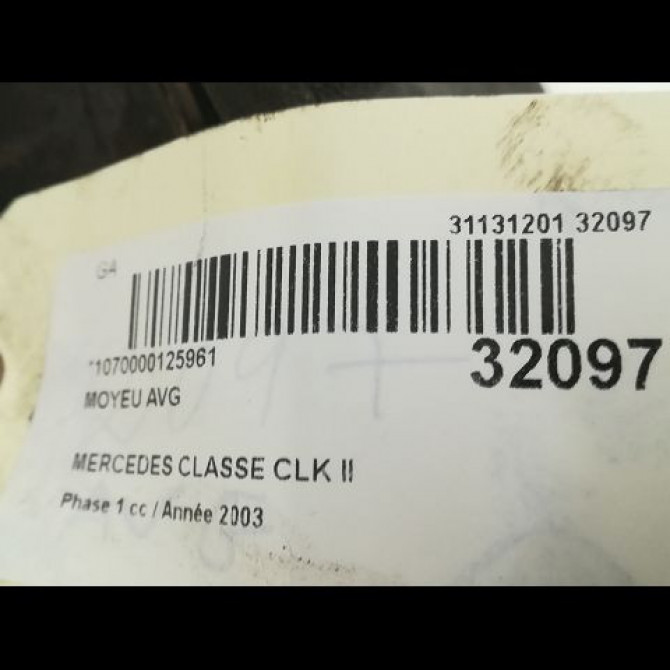 31131201 32097
GA
*1070000125961
32097
MOYEU AVG
MERCEDES CLASSE CLK II
Phase 1 cc / Année 2003